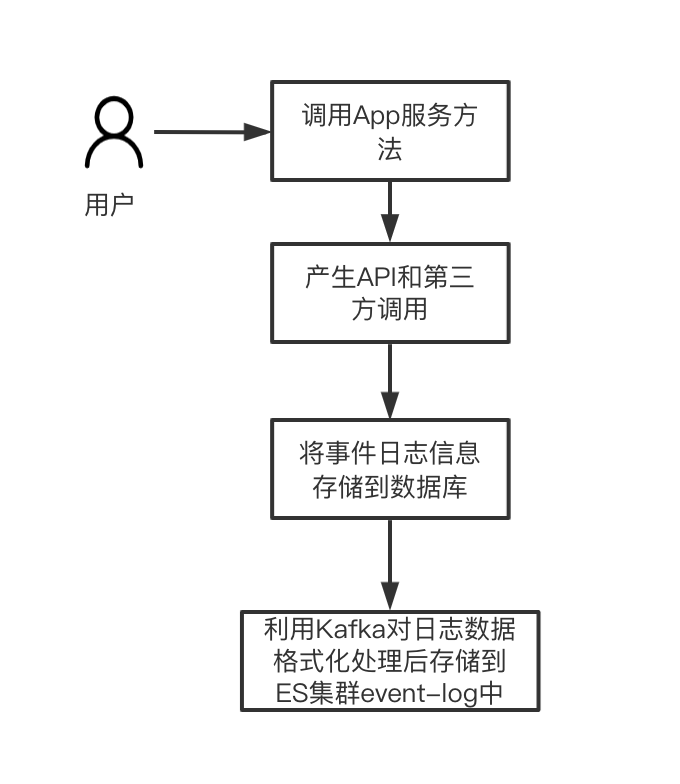 调用App服务方
法
用户
产生API和第三
方调用
将事件日志信息
存储到数据库
利用Kafka对日志数据
格式化处理后存储到
ES集群event-log中